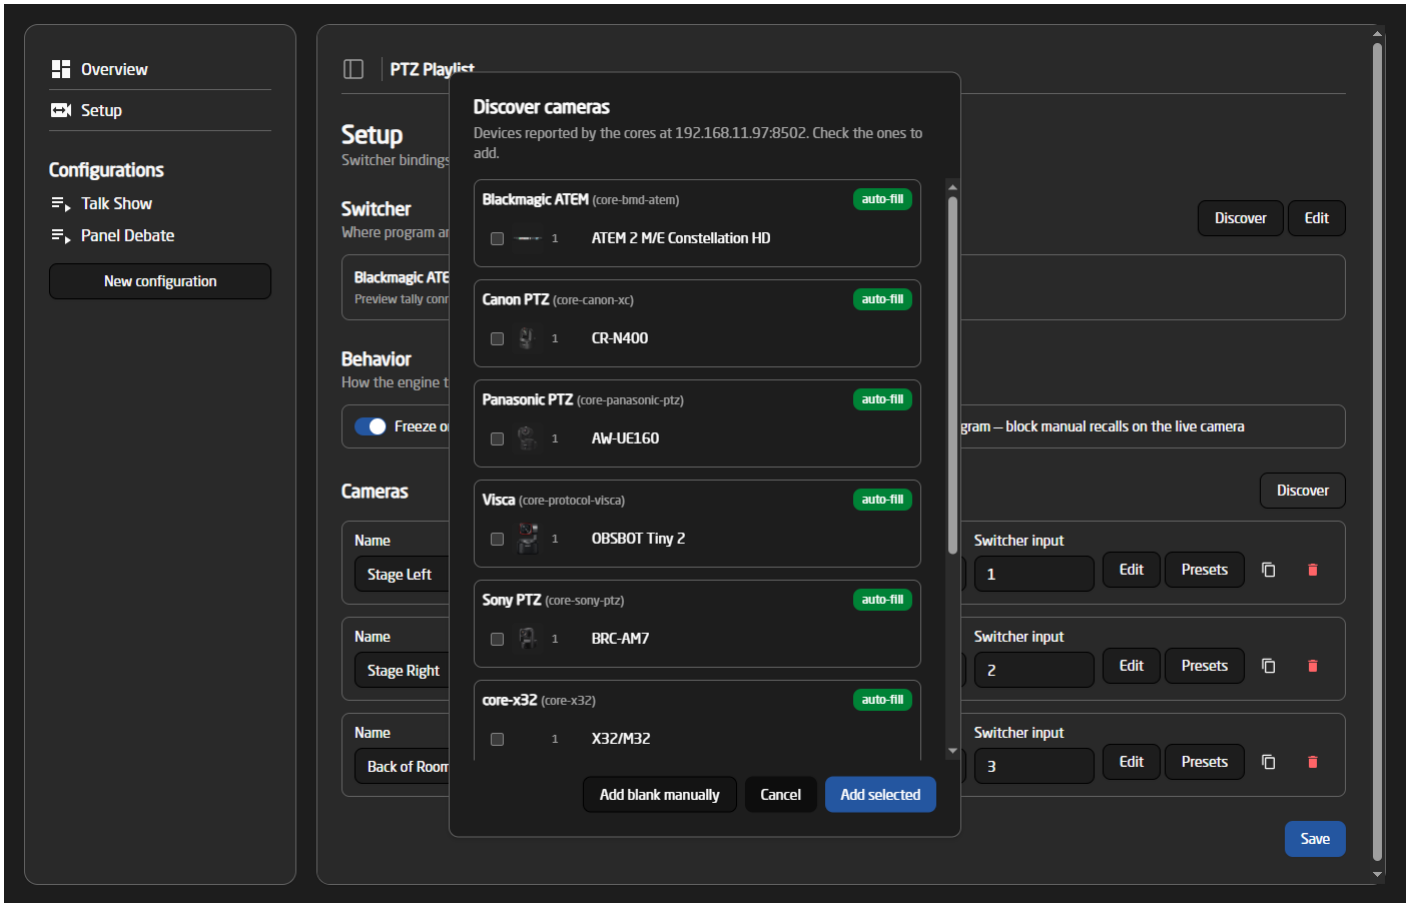 Overview
Setup
Configurations
Talk Show
Panel Debate
New configuration
PTZ Playlist
Setup
Switcher bindings
Switcher
Where program
Discover
Edit
Blackmagic ATE
Preview tally conn
Behavior
How the engine t
Freeze
gram – block manual recalls on the live camera
Cameras
Discover
Name
Stage Left
Switcher input
1
Edit
Presets
Name
Stage Right
Switcher input
2
Edit
Presets
Name
Back of Room
Switcher input
3
Edit
Presets
Save
Discover cameras
Devices reported by the cores at 192.168.11.97:8502. Check the ones to
add.
Blackmagic ATEM (core-bmd-atem)
auto-fill
1
ATEM 2 M/E Constellation HD
Canon PTZ (core-canon-xc)
auto-fill
1
CR-N400
Panasonic PTZ (core-panasonic-ptz)
auto-fill
1
AW-UE160
Visca (core-protocol-visca)
auto-fill
1
OBSBOT Tiny 2
Sony PTZ (core-sony-ptz)
auto-fill
1
BRC-AM7
core-x32 (core-x32)
auto-fill
1
X32/M32
Add blank manually
Cancel
Add selected